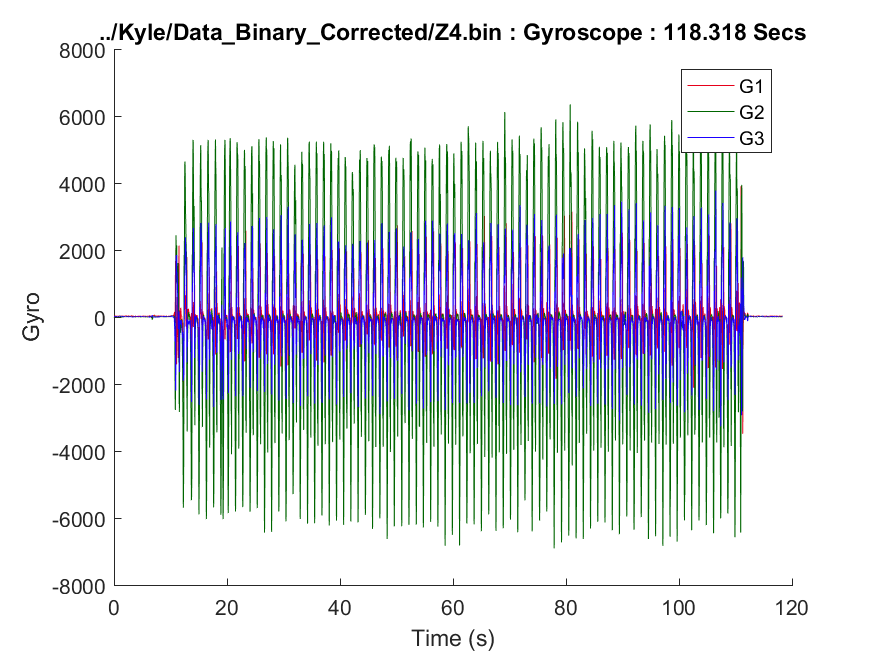 ../Kyle/Data_Binary_Corrected/Z4.bin : Gyroscope : 118.318 Secs
8000
6000
4000
2000
0
-2000
-4000
-6000
-8000
Gyro
G1
G2
G3
0 20 40 60 80 100 120
Time (s)